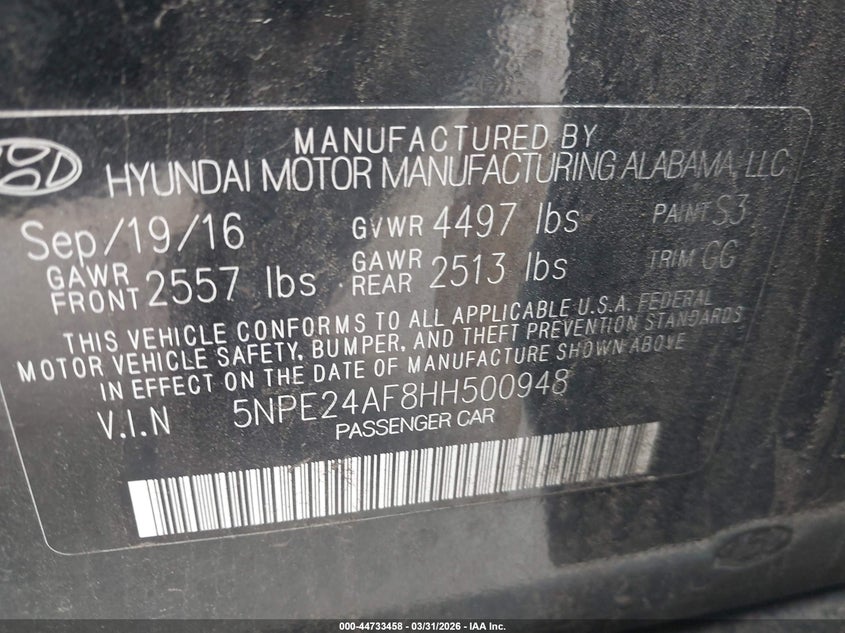 MANUFACTURED BY
HYUNDAI MOTOR MANUFACTURING ALABAMA, LLC
Sep/19/16 GVWR 4497 lbs PAINT S3
GAWR FRONT 2557 lbs GAWR REAR 2513 lbs TRIM GG
THIS VEHICLE CONFORMS TO ALL APPLICABLE U.S.A. FEDERAL
MOTOR VEHICLE SAFETY, BUMPER, AND THEFT PREVENTION STANDARDS
IN EFFECT ON THE DATE OF MANUFACTURE SHOWN ABOVE
V.I.N 5NPE24AF8HH500948
PASSENGER CAR
000-44733458 - 03/31/2026 - IAA Inc.